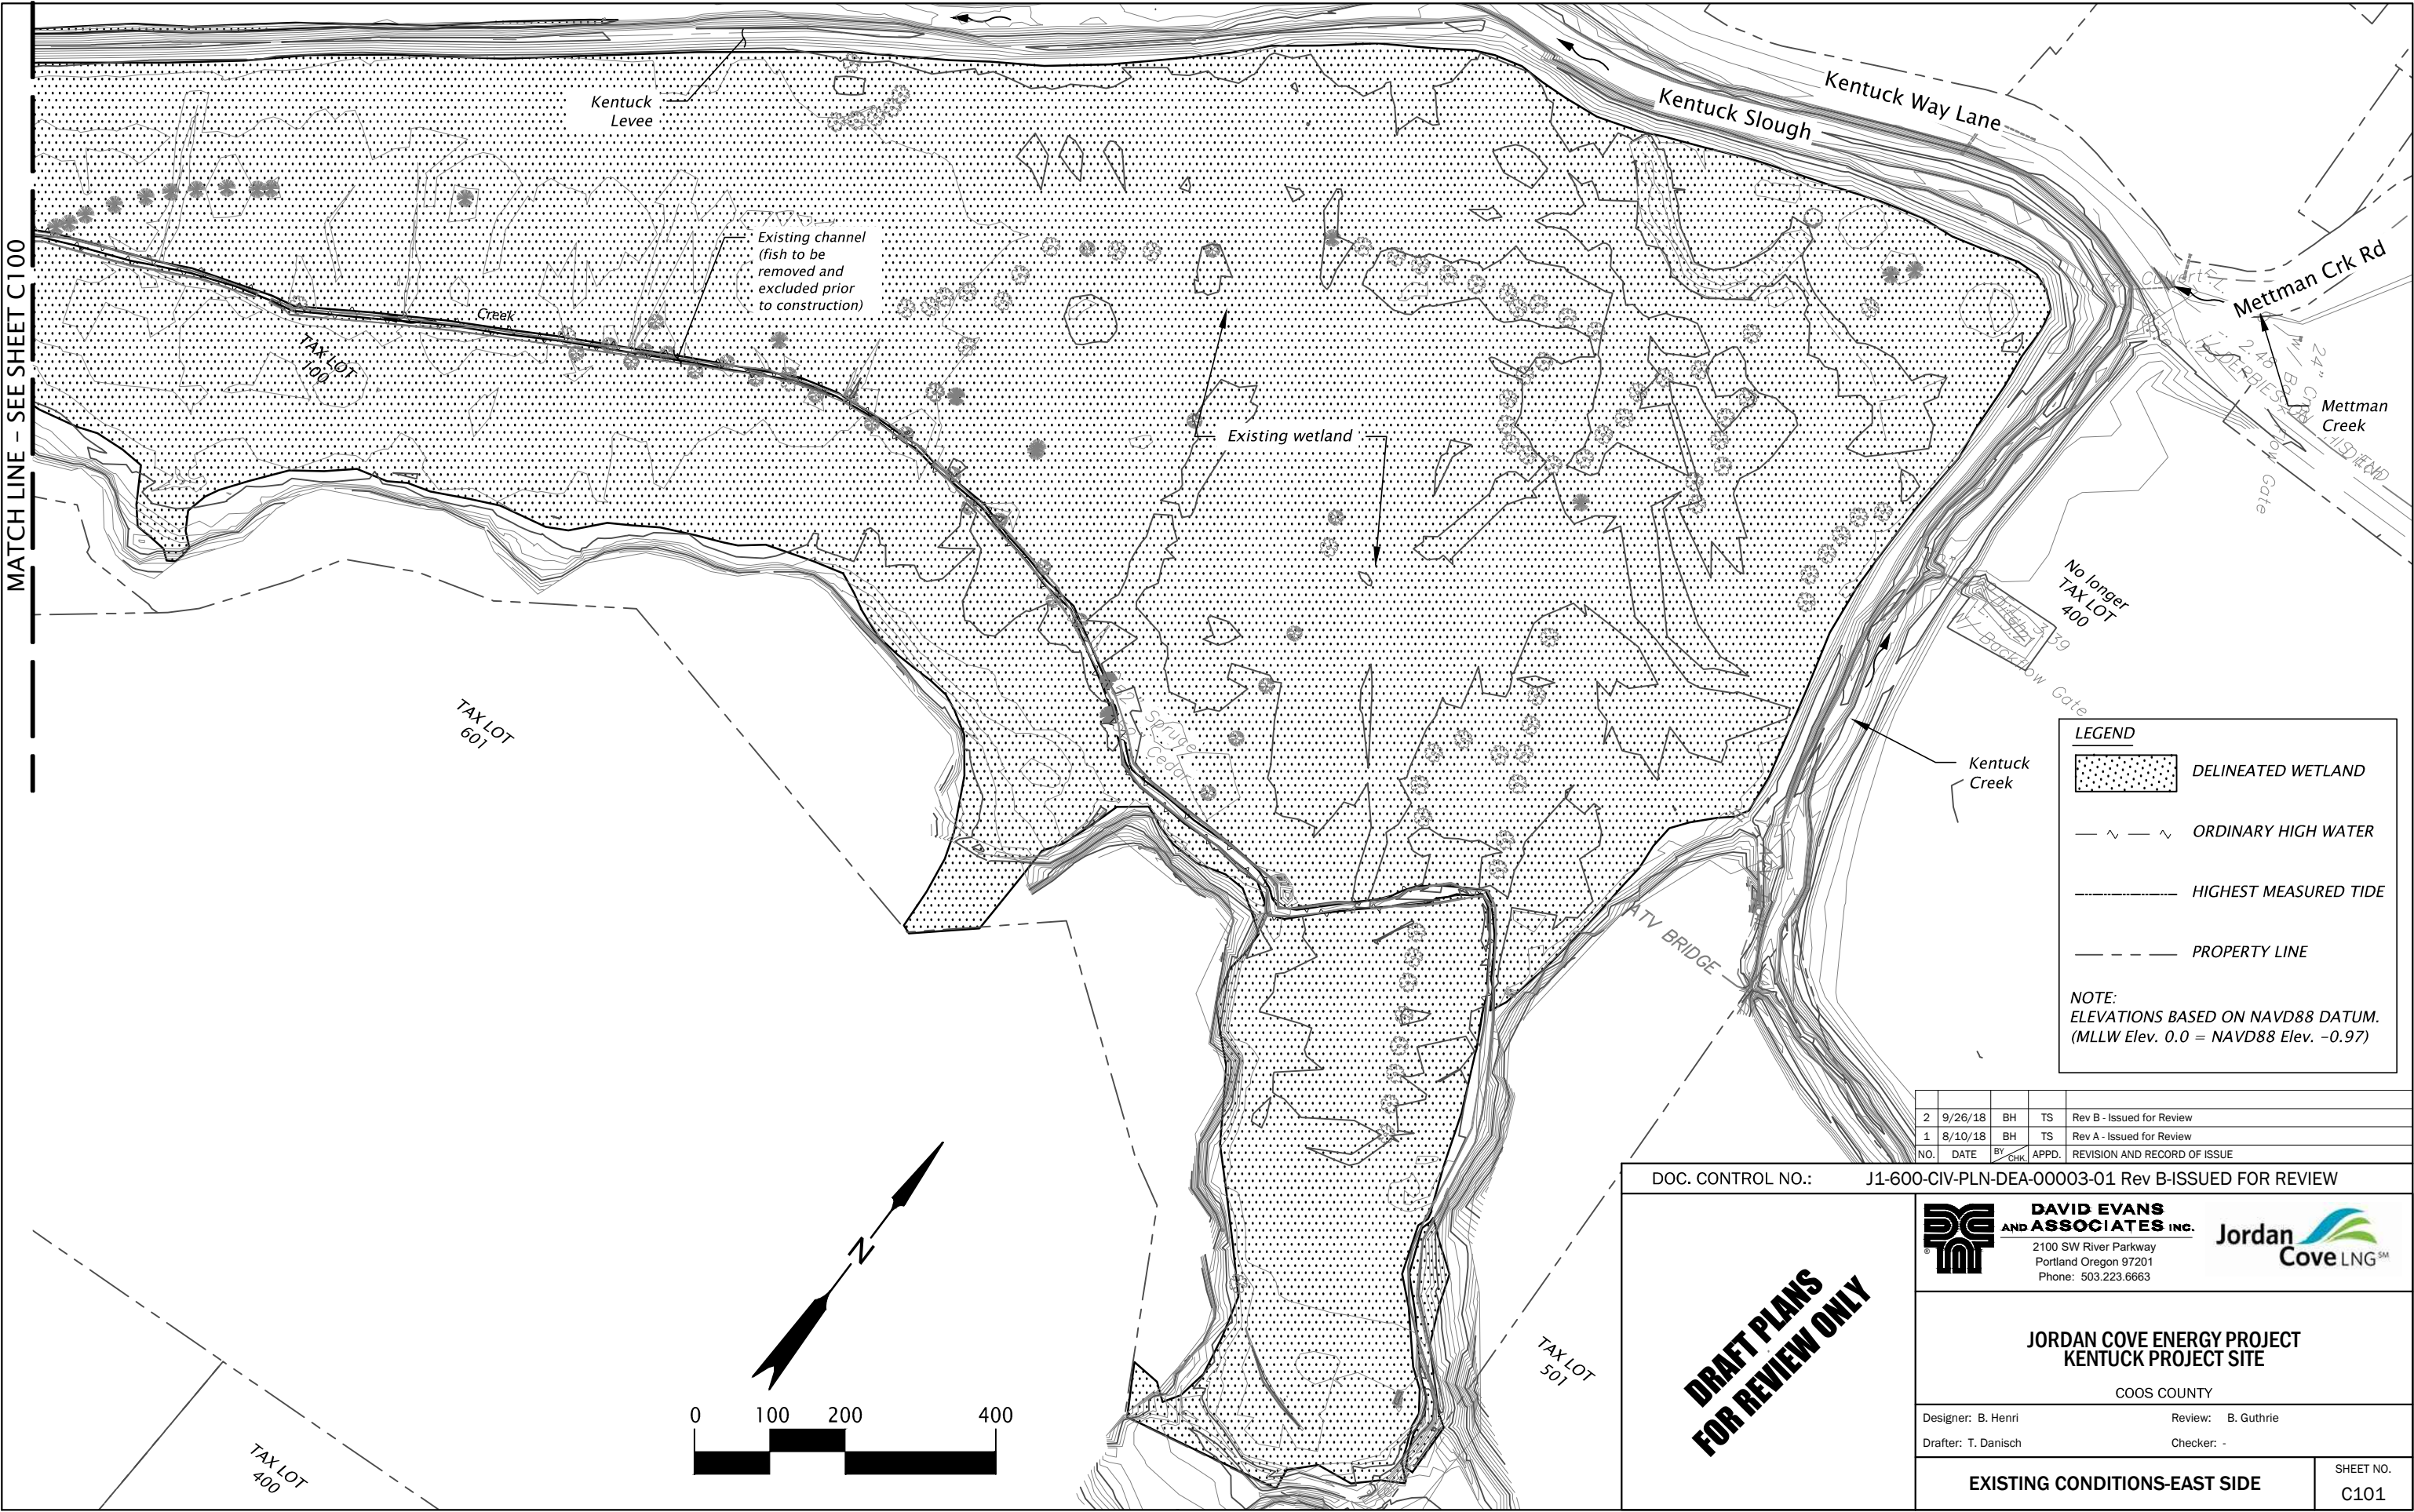 MATCH LINE - SEE SHEET C100
Kentuck
Levee
Kentuck Way Lane
Kentuck Slough
Mettman Crk Rd
Existing channel
(fish to be
removed and
excluded prior
to construction)
Creek
TAX LOT
100
Existing wetland
Mettman
Creek
24"
2.48
Gate
No longer
TAX LOT
400
W/ Backflow Gate
TAX LOT
601
Spruce
Cedar
Kentuck
Creek
ATV BRIDGE
LEGEND
DELINEATED WETLAND
ORDINARY HIGH WATER
HIGHEST MEASURED TIDE
PROPERTY LINE
NOTE:
ELEVATIONS BASED ON NAVD88 DATUM.
(MLLW Elev. 0.0 = NAVD88 Elev. -0.97)
N
0 100 200 400
TAX LOT
501
TAX LOT
400
2 9/26/18 BH TS Rev B - Issued for Review
1 8/10/18 BH TS Rev A - Issued for Review
NO. DATE BY CHK. APPD. REVISION AND RECORD OF ISSUE
DOC. CONTROL NO.: J1-600-CIV-PLN-DEA-00003-01 Rev B-ISSUED FOR REVIEW
DRAFT PLANS
FOR REVIEW ONLY
DAVID EVANS
AND ASSOCIATES INC.
2100 SW River Parkway
Portland Oregon 97201
Phone: 503.223.6663
®
Jordan
Cove LNG℠
JORDAN COVE ENERGY PROJECT
KENTUCK PROJECT SITE
COOS COUNTY
Designer: B. Henri Review: B. Guthrie
Drafter: T. Danisch Checker: -
EXISTING CONDITIONS-EAST SIDE
SHEET NO.
C101